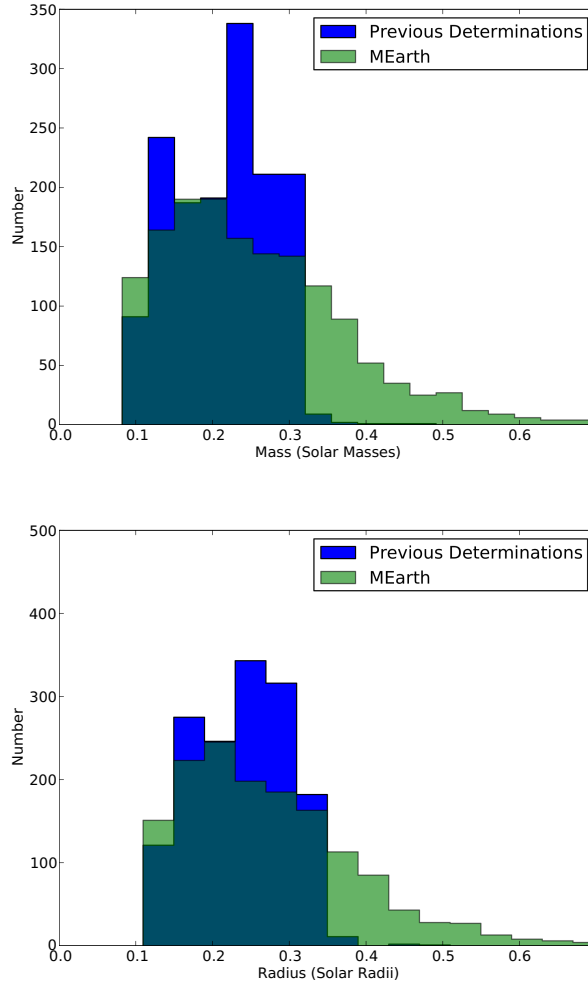 350
300
250
200
150
100
50
0
Number
Previous Determinations
MEarth
0.0 0.1 0.2 0.3 0.4 0.5 0.6
Mass (Solar Masses)
500
400
300
200
100
0
Number
Previous Determinations
MEarth
0.0 0.1 0.2 0.3 0.4 0.5 0.6
Radius (Solar Radii)